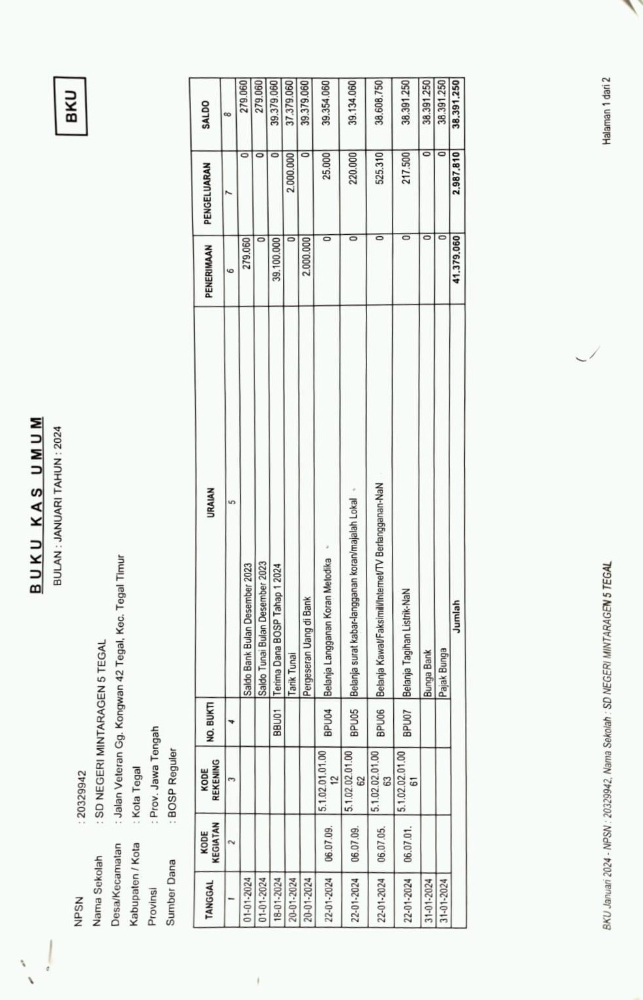 BUKU KAS UMUM
BULAN : JANUARI TAHUN : 2024
BKU
NPSN : 20329942
Nama Sekolah : SD NEGERI MINTARAGEN 5 TEGAL
Desa/Kecamatan : Jalan Veteran Gg. Kongwan 42 Tegal, Kec. Tegal Timur
Kabupaten / Kota : Kota Tegal
Provinsi : Prov. Jawa Tengah
Sumber Dana : BOSP Reguler
TANGGAL KODE KEGIATAN KODE REKENING NO. BUKTI URAIAN PENERIMAAN PENGELUARAN SALDO
1 2 3 4 5 6 7 8
01-01-2024 Saldo Bank Bulan Desember 2023 279.060 0 279.060
01-01-2024 Saldo Tunai Bulan Desember 2023 0 0 279.060
18-01-2024 BBU01 Terima Dana BOSP Tahap 1 2024 39.100.000 0 39.379.060
20-01-2024 Tarik Tunai 0 2.000.000 37.379.060
20-01-2024 Pergeseran Uang di Bank 2.000.000 0 39.379.060
22-01-2024 06.07.09. 5.1.02.01.01.00 12 BPU04 Belanja Langganan Koran Metodika 0 25.000 39.354.060
22-01-2024 06.07.09. 5.1.02.02.01.00 62 BPU05 Belanja surat kabar-langganan koran/majalah Lokal 0 220.000 39.134.060
22-01-2024 06.07.05. 5.1.02.02.01.00 63 BPU06 Belanja Kawat/Faksimili/Internet/TV Berlangganan-NaN 0 525.310 38.608.750
22-01-2024 06.07.01. 5.1.02.02.01.00 61 BPU07 Belanja Tagihan Listrik-NaN 0 217.500 38.391.250
31-01-2024 Bunga Bank 0 0 38.391.250
31-01-2024 Pajak Bunga 0 0 38.391.250
Jumlah 41.379.060 2.987.810 38.391.250
BKU Januari 2024 - NPSN : 20329942, Nama Sekolah : SD NEGERI MINTARAGEN 5 TEGAL
Halaman 1 dari 2